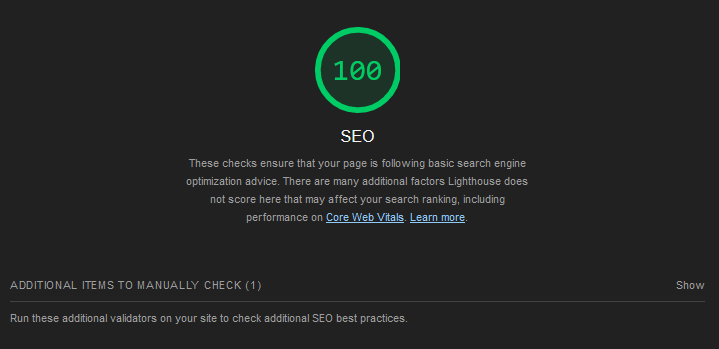 100
SEO
These checks ensure that your page is following basic search engine
optimization advice. There are many additional factors Lighthouse does
not score here that may affect your search ranking, including
performance on Core Web Vitals. Learn more.
ADDITIONAL ITEMS TO MANUALLY CHECK (1) Show
Run these additional validators on your site to check additional SEO best practices.